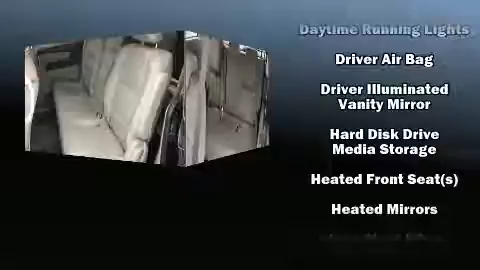 Daytime Running Lights
Driver Air Bag
Driver Illuminated
Vanity Mirror
Hard Disk Drive
Media Storage
Heated Front Seat(s)
Heated Mirrors